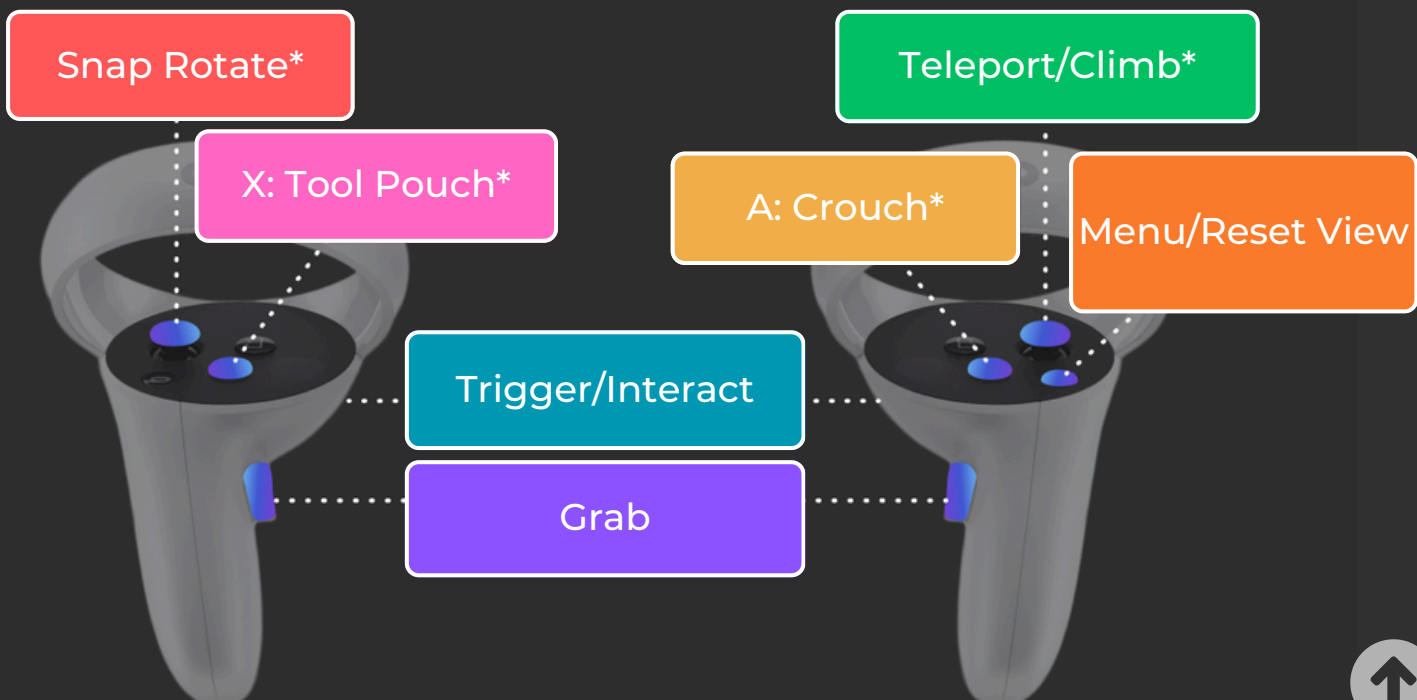 Snap Rotate*
Teleport/Climb*
X: Tool Pouch*
A: Crouch*
Menu/Reset View
Trigger/Interact
Grab